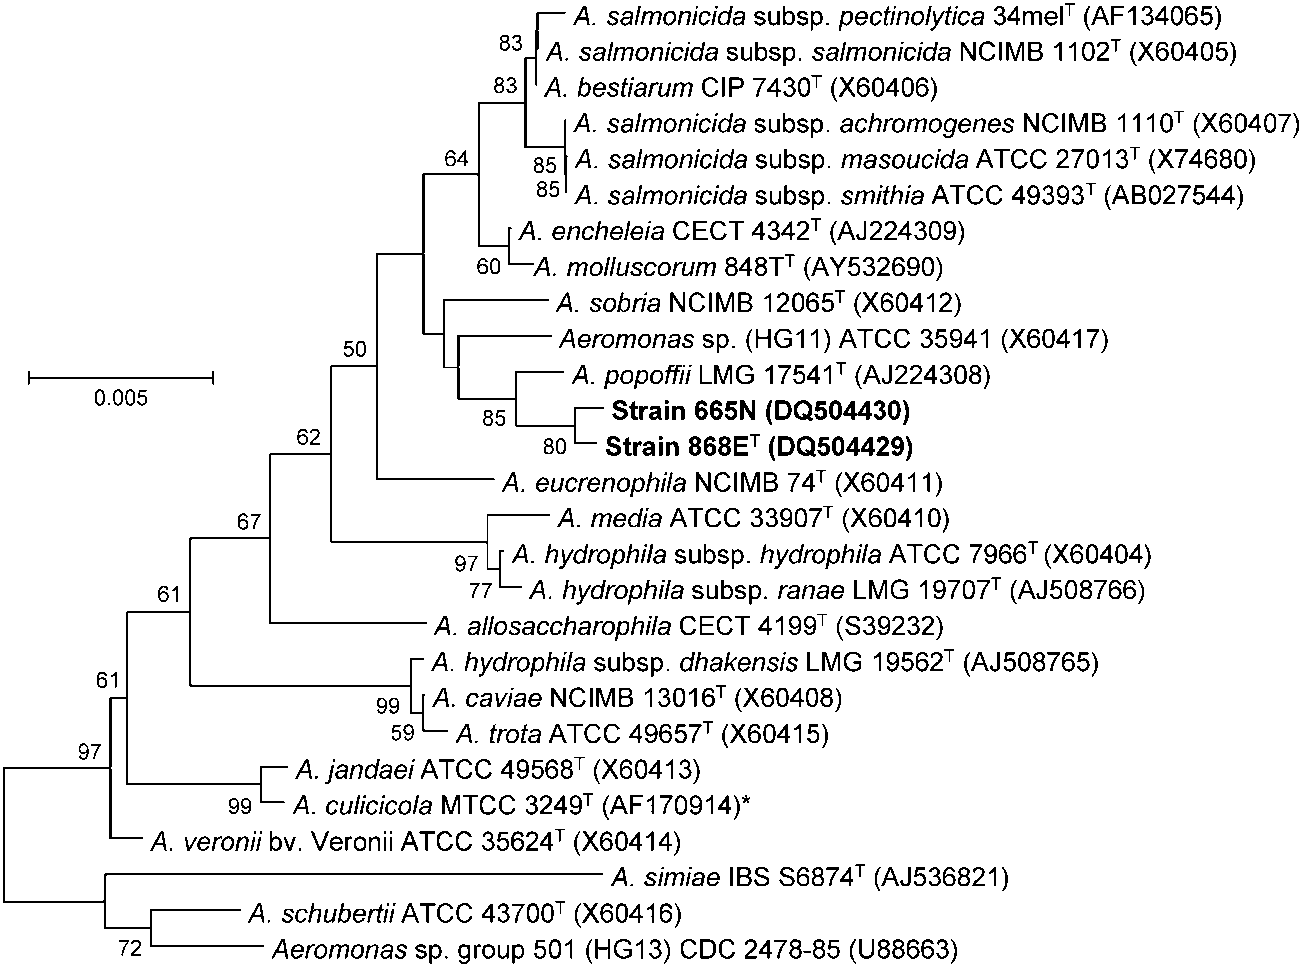 A. salmonicida subsp. pectinolytica 34melᵀ (AF134065)
83
A. salmonicida subsp. salmonicida NCIMB 1102ᵀ (X60405)
83
A. bestiarum CIP 7430ᵀ (X60406)
A. salmonicida subsp. achromogenes NCIMB 1110ᵀ (X60407)
64
85
A. salmonicida subsp. masoucida ATCC 27013ᵀ (X74680)
85
A. salmonicida subsp. smithia ATCC 49393ᵀ (AB027544)
A. encheleia CECT 4342ᵀ (AJ224309)
60
A. molluscorum 848Tᵀ (AY532690)
A. sobria NCIMB 12065ᵀ (X60412)
Aeromonas sp. (HG11) ATCC 35941 (X60417)
50
A. popoffii LMG 17541ᵀ (AJ224308)
0.005
85
Strain 665N (DQ504430)
62
80
Strain 868Eᵀ (DQ504429)
A. eucrenophila NCIMB 74ᵀ (X60411)
67
A. media ATCC 33907ᵀ (X60410)
97
A. hydrophila subsp. hydrophila ATCC 7966ᵀ (X60404)
61
77
A. hydrophila subsp. ranae LMG 19707ᵀ (AJ508766)
A. allosaccharophila CECT 4199ᵀ (S39232)
A. hydrophila subsp. dhakensis LMG 19562ᵀ (AJ508765)
61
99
A. caviae NCIMB 13016ᵀ (X60408)
59
A. trota ATCC 49657ᵀ (X60415)
97
A. jandaei ATCC 49568ᵀ (X60413)
99
A. culicicola MTCC 3249ᵀ (AF170914)*
A. veronii bv. Veronii ATCC 35624ᵀ (X60414)
A. simiae IBS S6874ᵀ (AJ536821)
A. schubertii ATCC 43700ᵀ (X60416)
72
Aeromonas sp. group 501 (HG13) CDC 2478-85 (U88663)